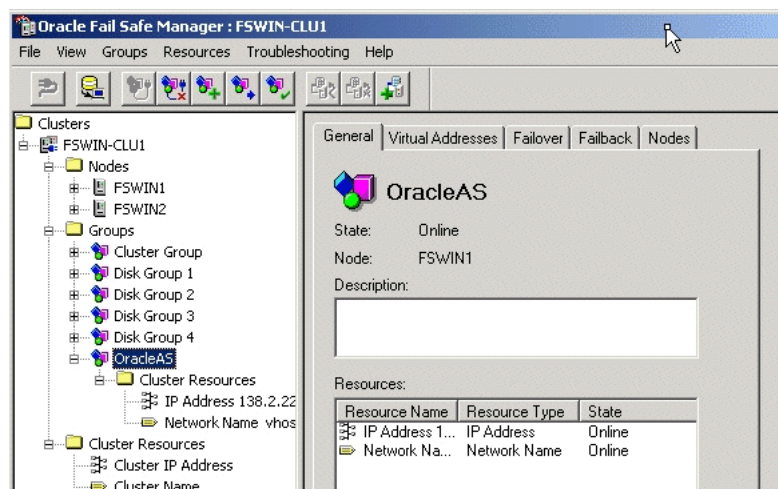 Oracle Fail Safe Manager : FSWIN-CLU1
File View Groups Resources Troubleshooting Help
Clusters
FSWIN-CLU1
Nodes
FSWIN1
FSWIN2
Groups
Cluster Group
Disk Group 1
Disk Group 2
Disk Group 3
Disk Group 4
OracleAS
Cluster Resources
IP Address 138.2.22
Network Name vhos
Cluster Resources
Cluster IP Address
Cluster Name
General Virtual Addresses Failover Failback Nodes
OracleAS
State: Online
Node: FSWIN1
Description:
Resources:
Resource Name Resource Type State
IP Address 1... IP Address Online
Network Na... Network Name Online